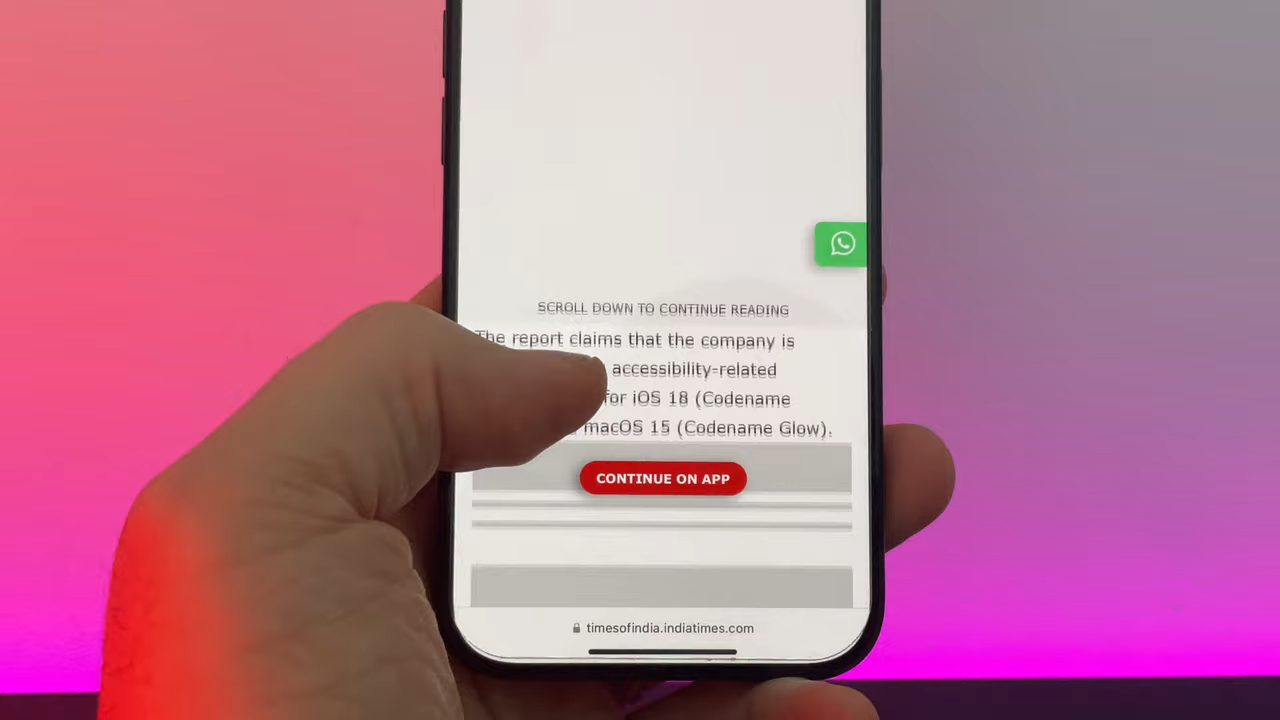 SCROLL DOWN TO CONTINUE READING
The report claims that the company is
accessibility-related
for iOS 18 (Codename
macOS 15 (Codename Glow).
CONTINUE ON APP
timesofindia.indiatimes.com